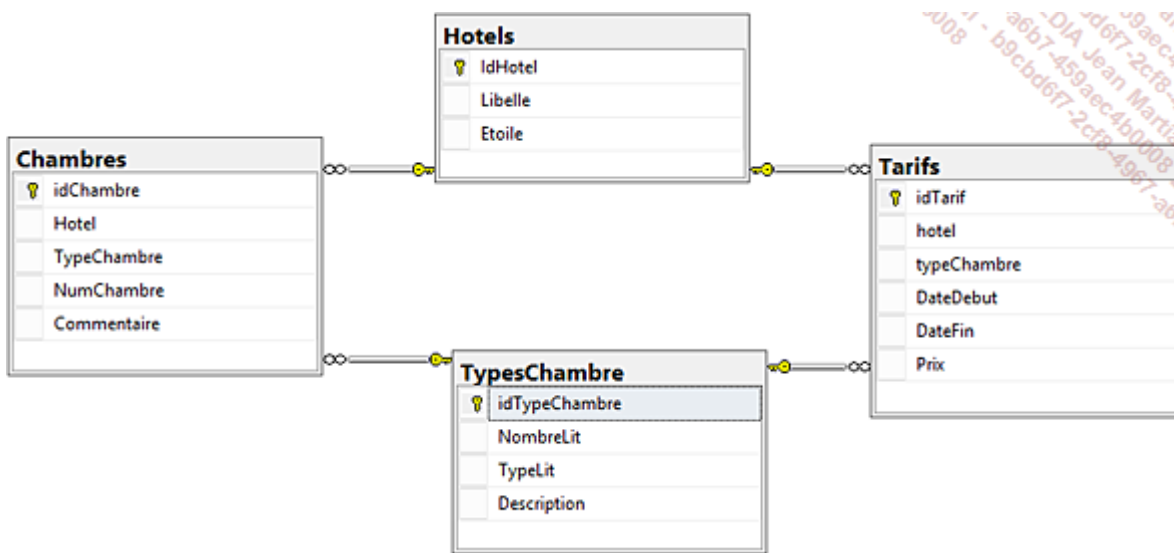 Hotels
IdHotel
Libelle
Etoile
Chambres
idChambre
Hotel
TypeChambre
NumChambre
Commentaire
Tarifs
idTarif
hotel
typeChambre
DateDebut
DateFin
Prix
TypesChambre
idTypeChambre
NombreLit
TypeLit
Description